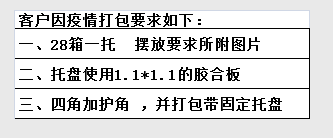 客户因疫情打包要求如下：
一、28箱一托　摆放要求所附图片
二、托盘使用1.1*1.1的胶合板
三、四角加护角 ，并打包带固定托盘